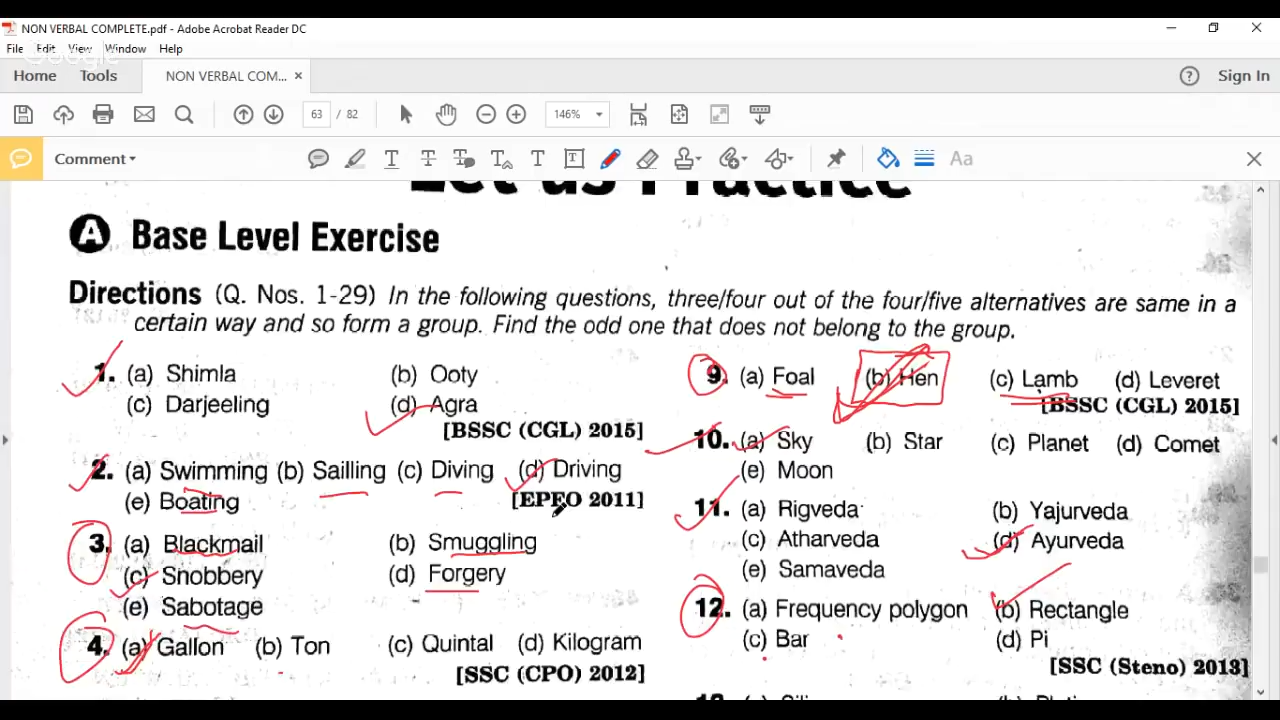 NON VERBAL COMPLETE.pdf - Adobe Acrobat Reader DC
File Edit View Window Help
Google
Home Tools NON VERBAL COM... × Sign In
63 / 82 146%
Comment
Let us Practice
A Base Level Exercise
Directions (Q. Nos. 1-29) In the following questions, three/four out of the four/five alternatives are same in a
certain way and so form a group. Find the odd one that does not belong to the group.
1. (a) Shimla (b) Ooty
(c) Darjeeling (d) Agra
[BSSC (CGL) 2015]
2. (a) Swimming (b) Sailling (c) Diving (d) Driving
(e) Boating [EPFO 2011]
3. (a) Blackmail (b) Smuggling
(c) Snobbery (d) Forgery
(e) Sabotage
4. (a) Gallon (b) Ton (c) Quintal (d) Kilogram
[SSC (CPO) 2012]
9. (a) Foal (b) Hen (c) Lamb (d) Leveret
[BSSC (CGL) 2015]
10. (a) Sky (b) Star (c) Planet (d) Comet
(e) Moon
11. (a) Rigveda (b) Yajurveda
(c) Atharveda (d) Ayurveda
(e) Samaveda
12. (a) Frequency polygon (b) Rectangle
(c) Bar (d) Pi
[SSC (Steno) 2013]